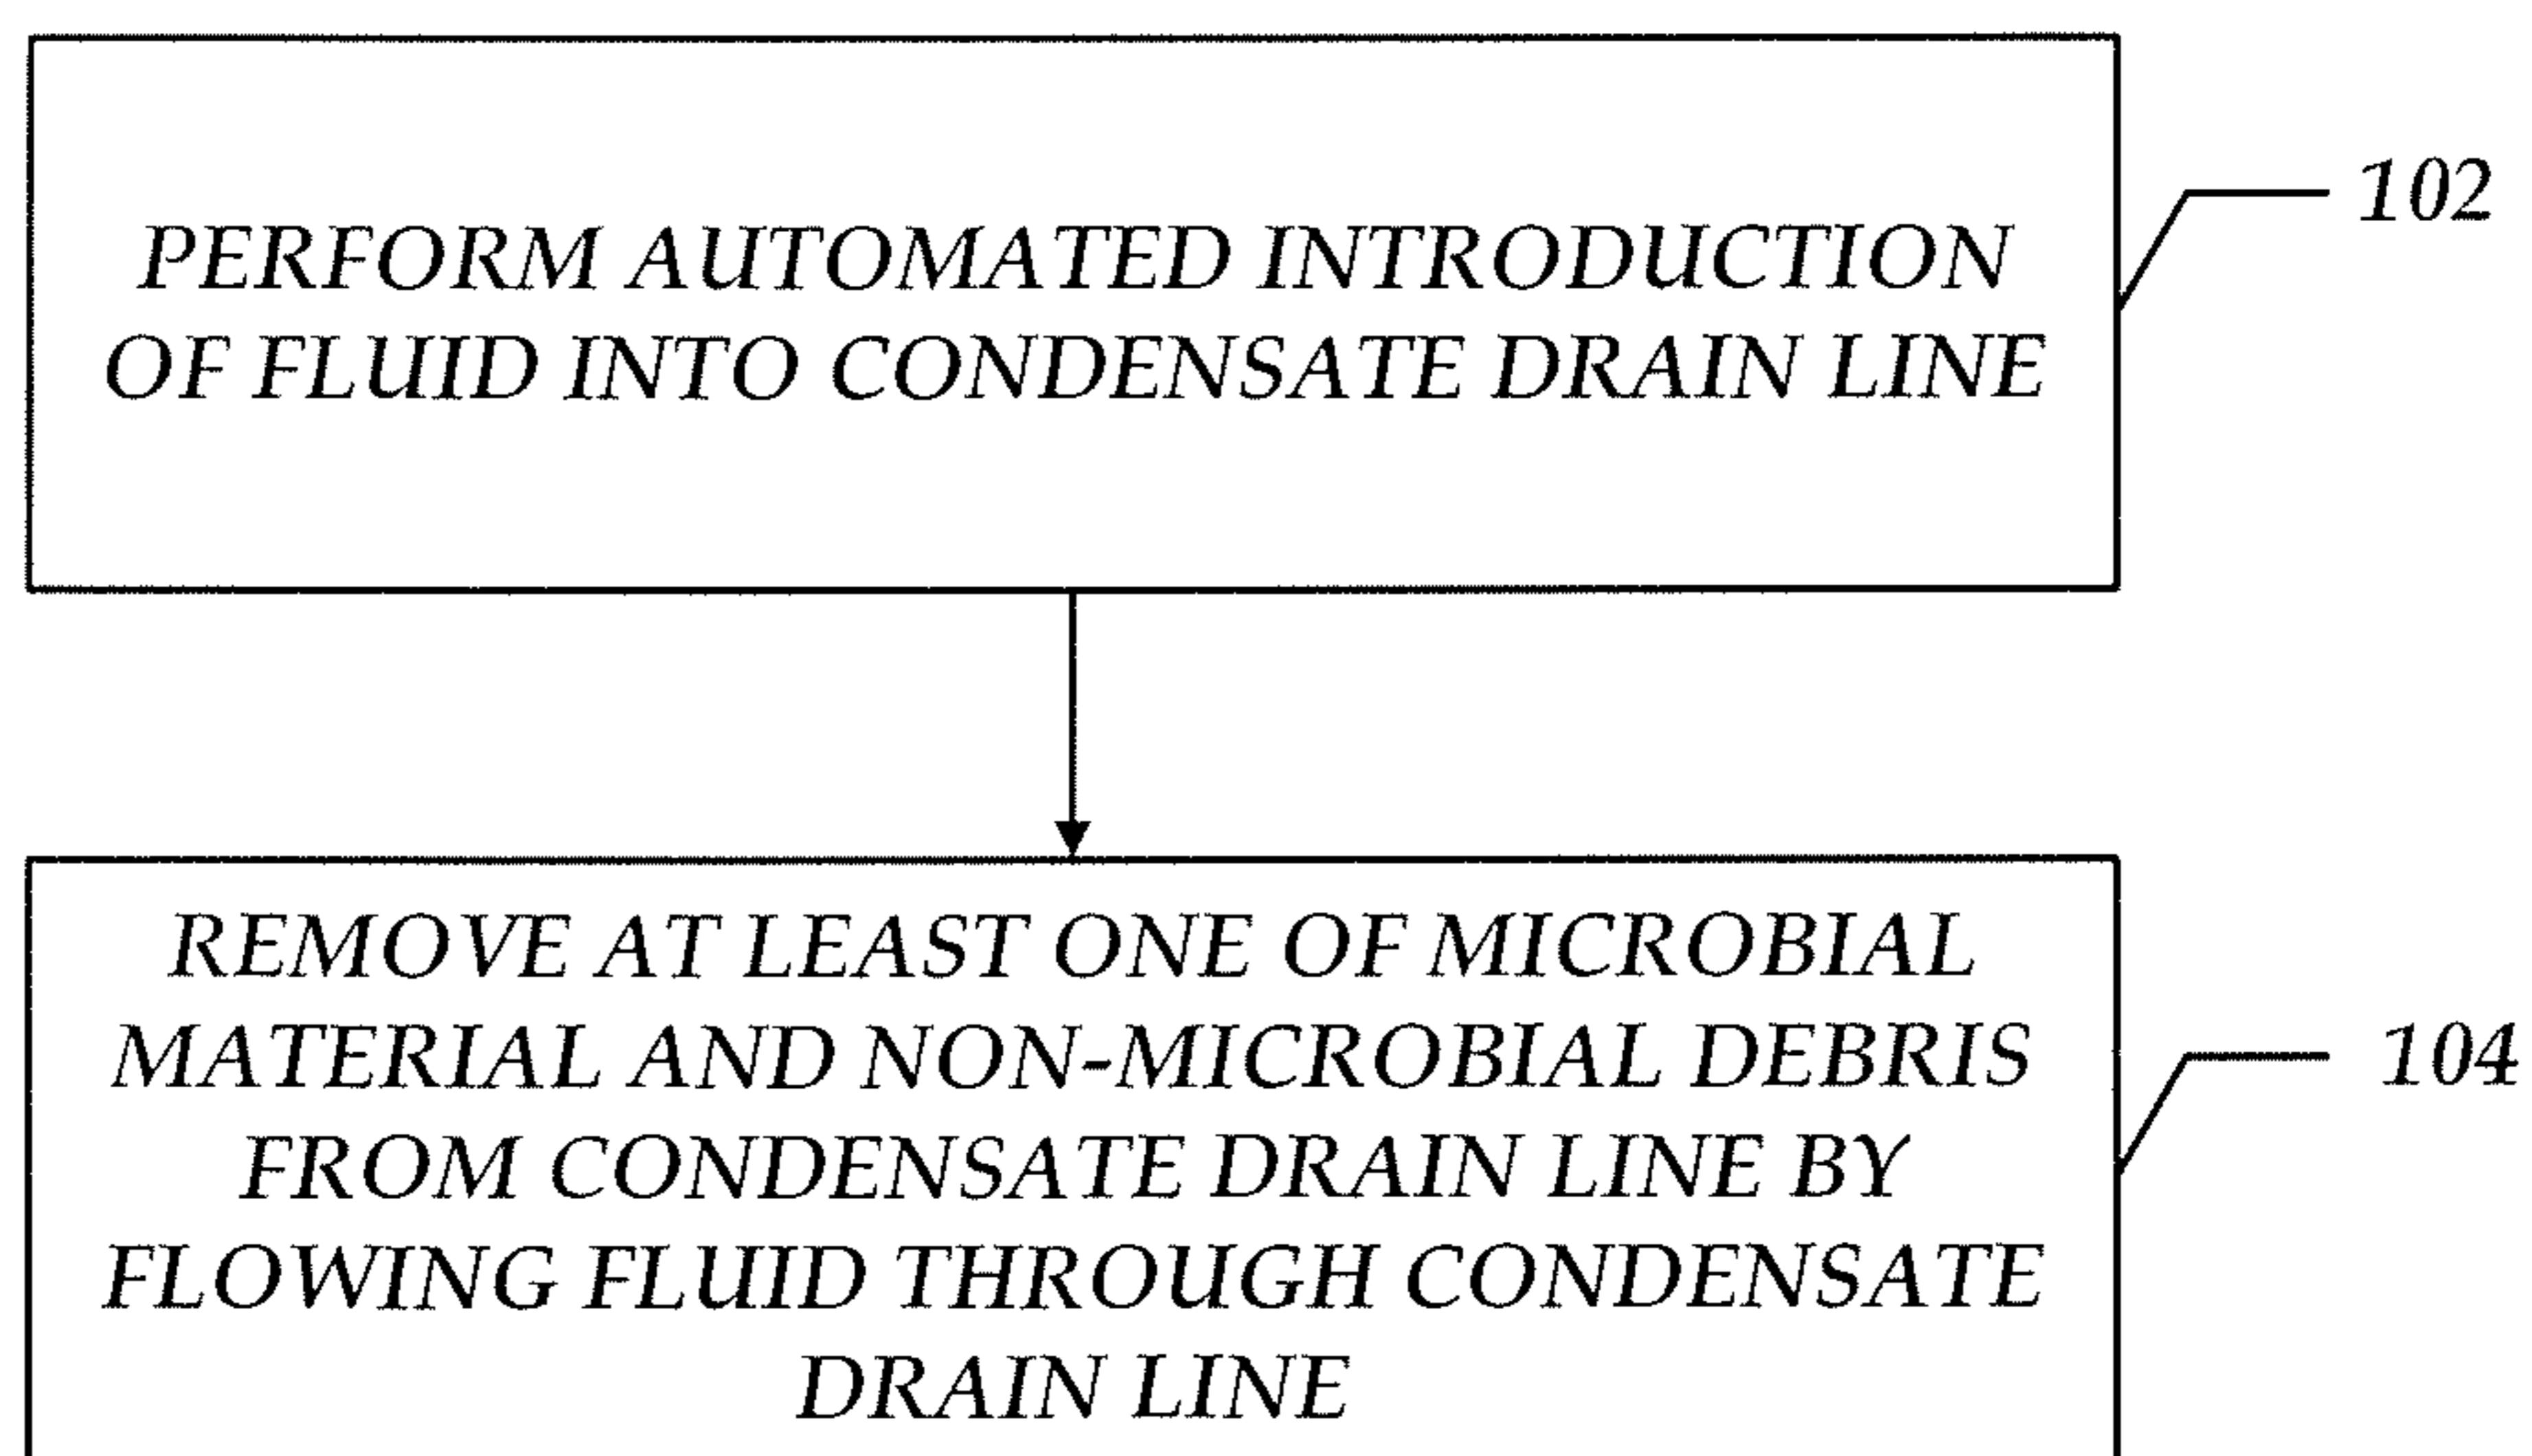 PERFORM AUTOMATED INTRODUCTION
OF FLUID INTO CONDENSATE DRAIN LINE
102
REMOVE AT LEAST ONE OF MICROBIAL
MATERIAL AND NON-MICROBIAL DEBRIS
FROM CONDENSATE DRAIN LINE BY
FLOWING FLUID THROUGH CONDENSATE
DRAIN LINE
104